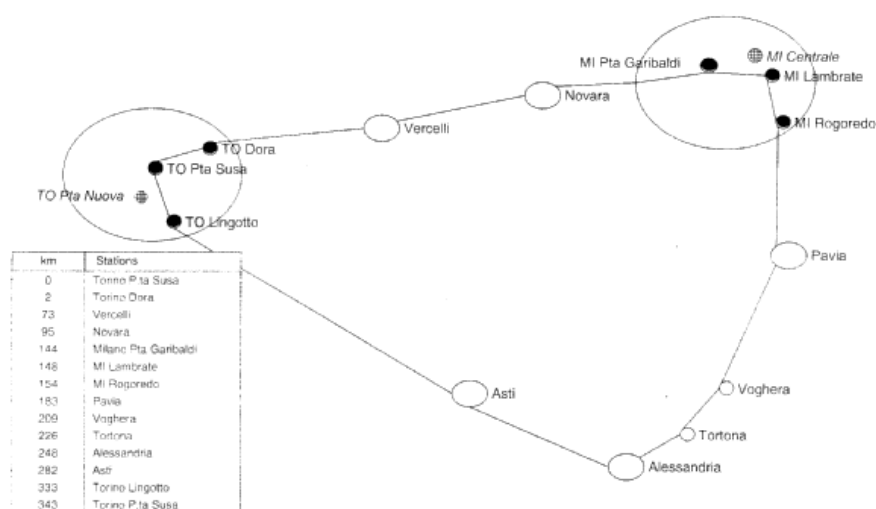 MI Centrale
MI Pta Garibaldi
MI Lambrate
Novara
MI Rogoredo
Vercelli
TO Dora
TO Pta Susa
TO Pta Nuova
TO Lingotto
Pavia
Asti
Voghera
Tortona
Alessandria
km Stations
0 Torino P.ta Susa
2 Torino Dora
73 Vercelli
95 Novara
144 Milano Pta Garibaldi
148 MI Lambrate
154 MI Rogoredo
183 Pavia
209 Voghera
226 Tortona
248 Alessandria
282 Asti
333 Torino Lingotto
343 Torino P.ta Susa